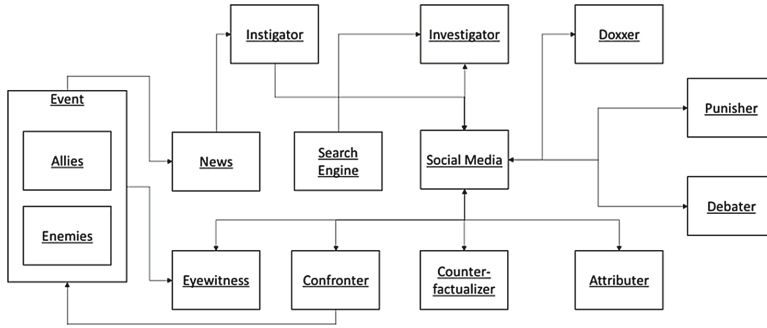 Instigator
Investigator
Doxxer
Event
Punisher
Allies
News
Search
Engine
Social Media
Enemies
Debater
Eyewitness
Confronter
Counter-
factualizer
Attributer